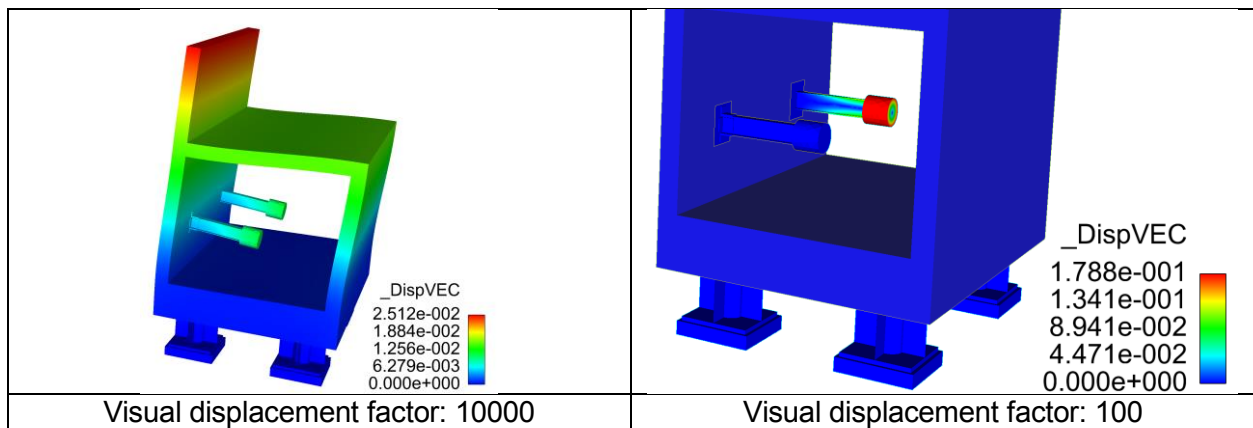 _DispVEC
2.512e-002
1.884e-002
1.256e-002
6.279e-003
0.000e+000
_DispVEC
1.788e-001
1.341e-001
8.941e-002
4.471e-002
0.000e+000
Visual displacement factor: 10000
Visual displacement factor: 100